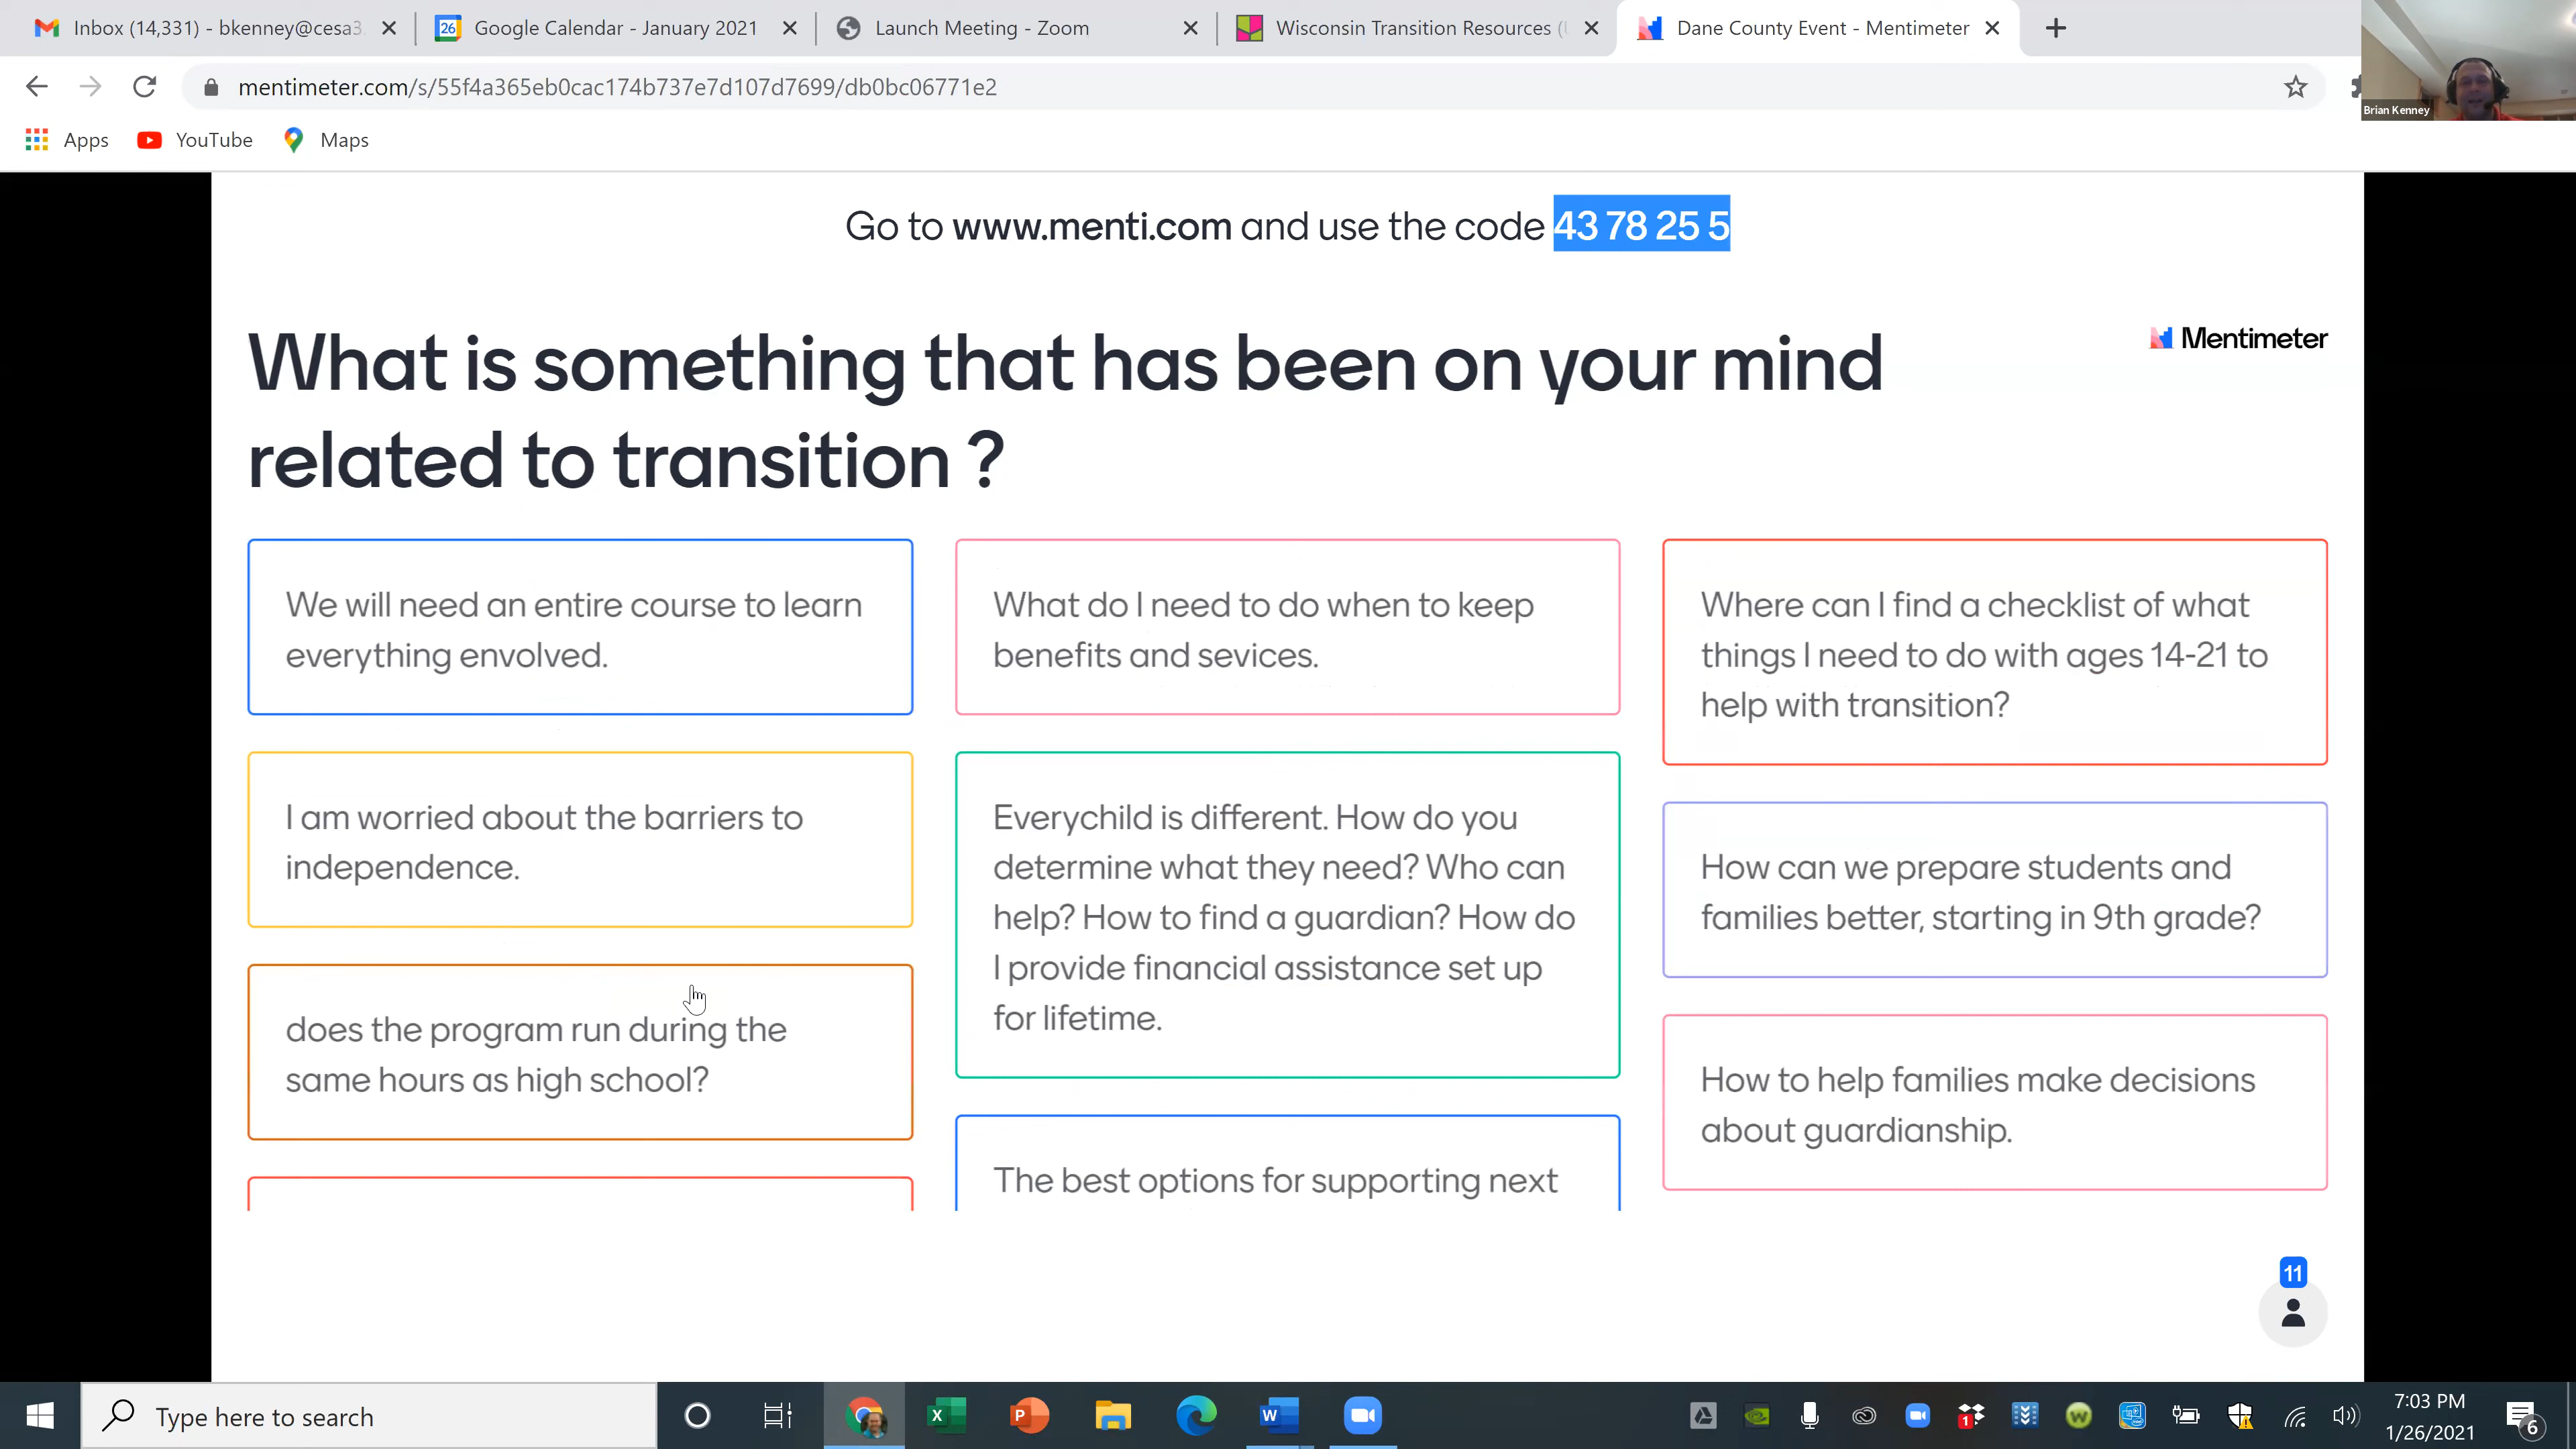 Inbox (14,331) - bkenney@cesa3.
Google Calendar - January 2021
Launch Meeting - Zoom
Wisconsin Transition Resources (
Dane County Event - Mentimeter
mentimeter.com/s/55f4a365eb0cac174b737e7d107d7699/db0bc06771e2
Brian Kenney
Apps
YouTube
Maps
Go to www.menti.com and use the code 43 78 25 5
What is something that has been on your mind
related to transition ?
Mentimeter
We will need an entire course to learn
everything envolved.
I am worried about the barriers to
independence.
does the program run during the
same hours as high school?
What do I need to do when to keep
benefits and sevices.
Everychild is different. How do you
determine what they need? Who can
help? How to find a guardian? How do
I provide financial assistance set up
for lifetime.
The best options for supporting next
Where can I find a checklist of what
things I need to do with ages 14-21 to
help with transition?
How can we prepare students and
families better, starting in 9th grade?
How to help families make decisions
about guardianship.
11
Type here to search
7:03 PM
1/26/2021
6